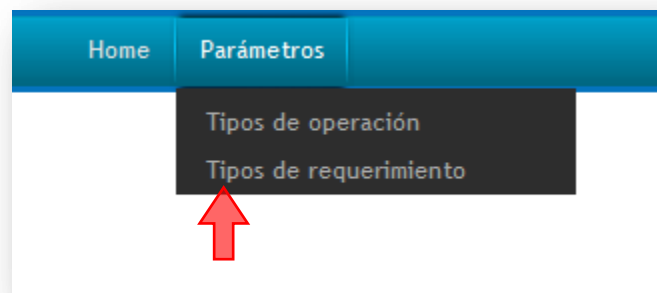 Home Parámetros
Tipos de operación
Tipos de requerimiento